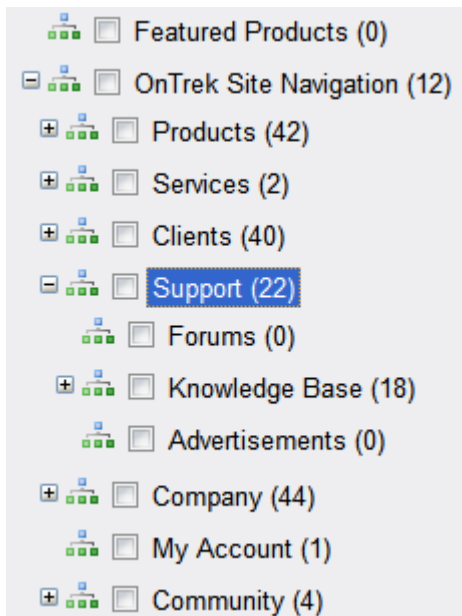 Featured Products (0)
OnTrek Site Navigation (12)
Products (42)
Services (2)
Clients (40)
Support (22)
Forums (0)
Knowledge Base (18)
Advertisements (0)
Company (44)
My Account (1)
Community (4)